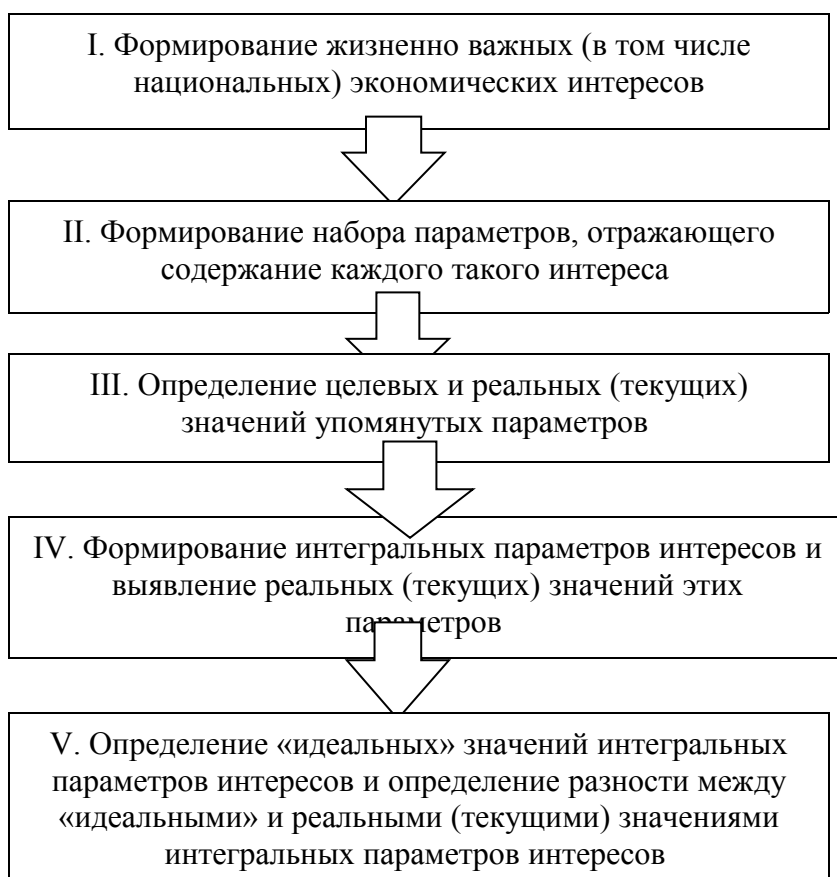 I. Формирование жизненно важных (в том числе
национальных) экономических интересов
II. Формирование набора параметров, отражающего
содержание каждого такого интереса
III. Определение целевых и реальных (текущих)
значений упомянутых параметров
IV. Формирование интегральных параметров интересов и
выявление реальных (текущих) значений этих
параметров
V. Определение «идеальных» значений интегральных
параметров интересов и определение разности между
«идеальными» и реальными (текущими) значениями
интегральных параметров интересов